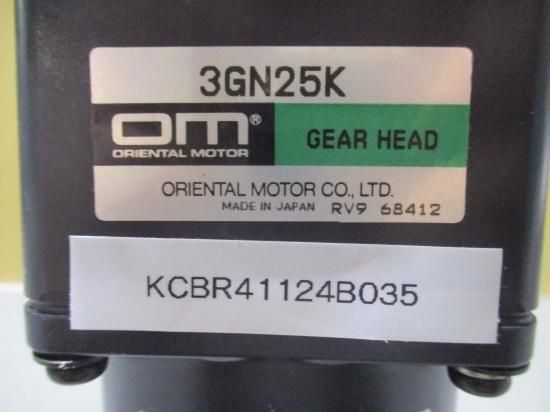 3GN25K
OM®
ORIENTAL MOTOR
GEAR HEAD
ORIENTAL MOTOR CO., LTD.
MADE IN JAPAN RV9 68412
KCBR41124B035